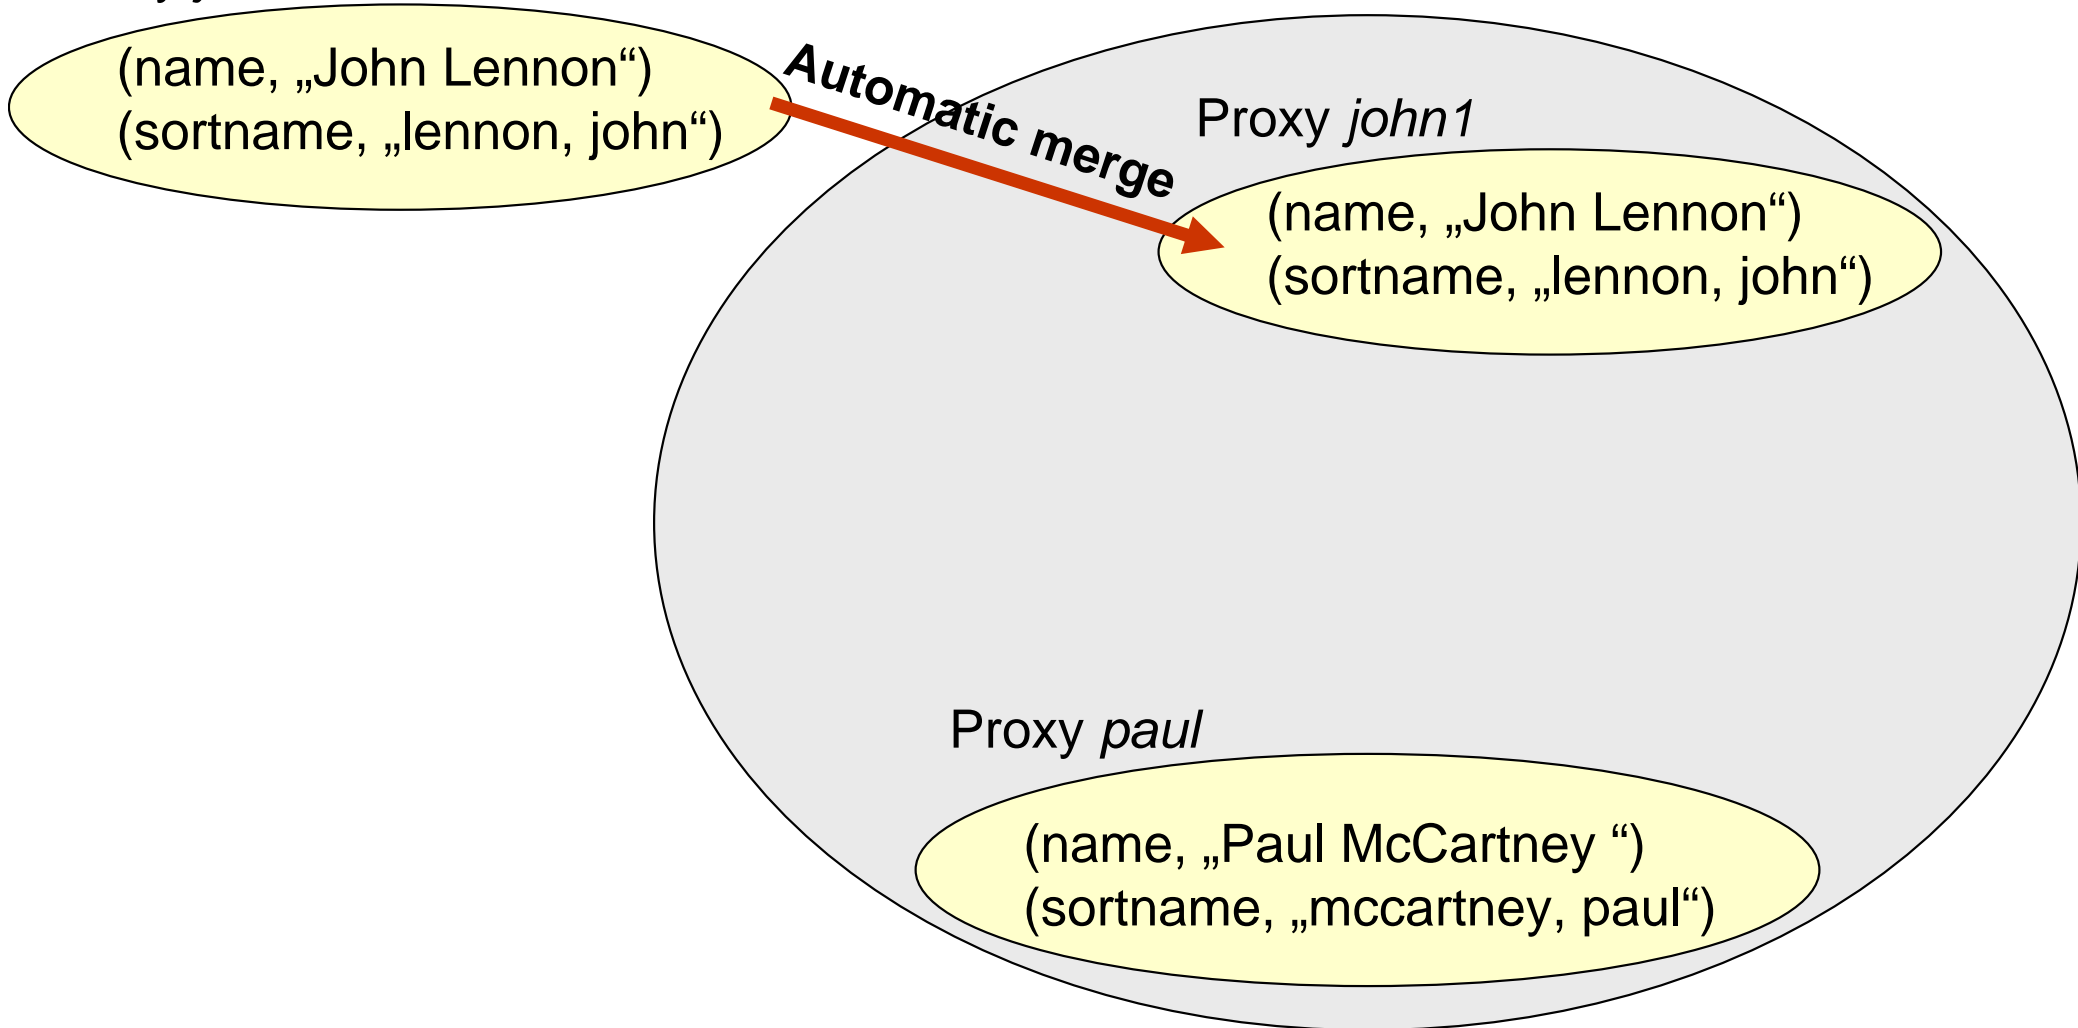 (name, „John Lennon“)
(sortname, „lennon, john“)
Automatic merge
Proxy john1
(name, „John Lennon“)
(sortname, „lennon, john“)
Proxy paul
(name, „Paul McCartney “)
(sortname, „mccartney, paul“)